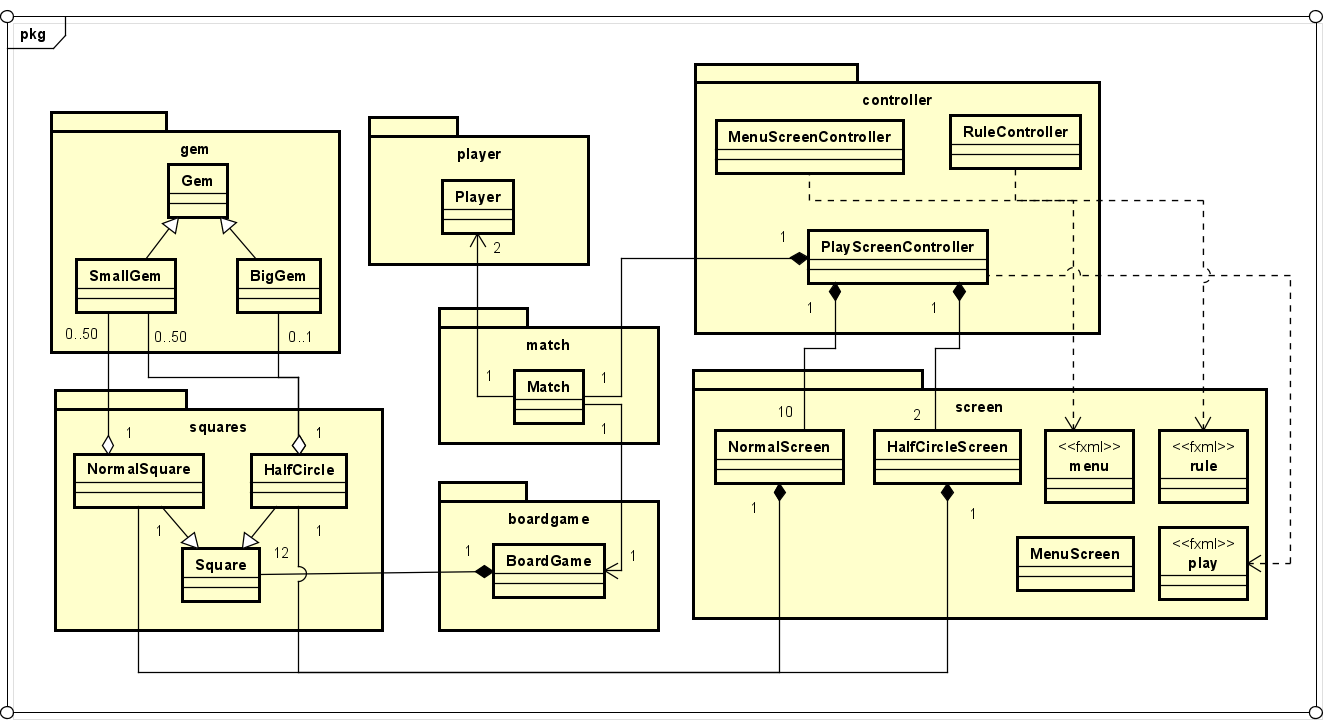 pkg
gem
Gem
SmallGem
BigGem
0..50
0..50
0..1
player
Player
2
controller
MenuScreenController
RuleController
1
PlayScreenController
1
1
match
1
Match
1
1
squares
1
1
NormalSquare
HalfCircle
1
1
Square
12
boardgame
1
BoardGame
1
screen
10
2
NormalScreen
HalfCircleScreen
<<fxml>>
menu
<<fxml>>
rule
1
1
MenuScreen
<<fxml>>
play